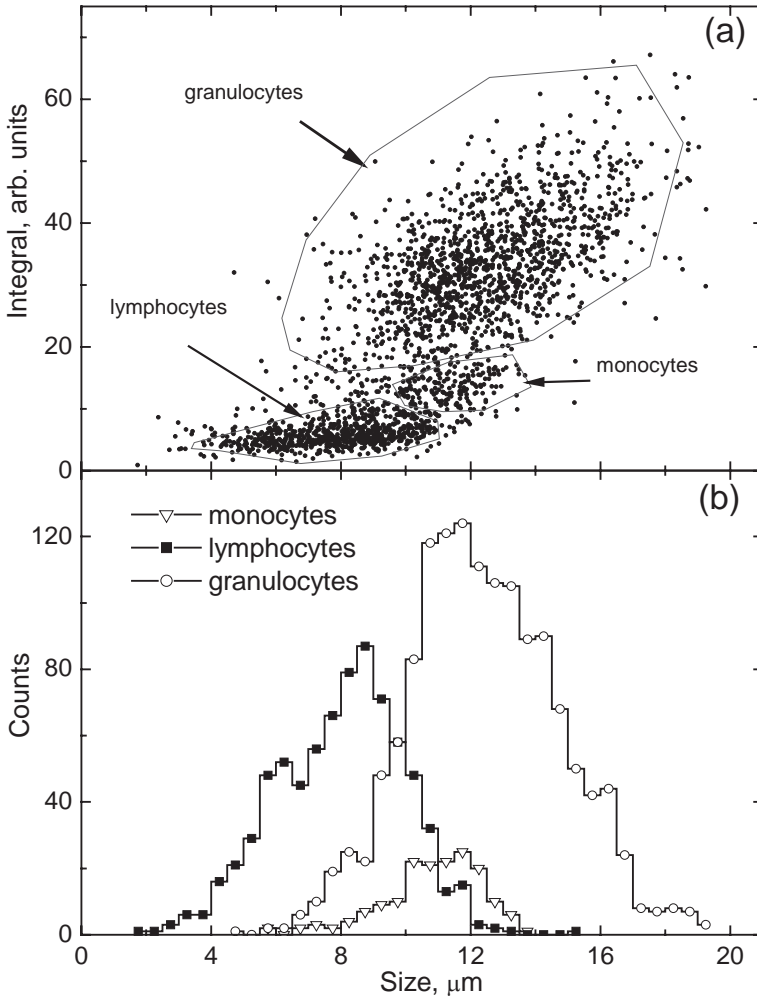 (a)
granulocytes
60
40
Integral, arb. units
lymphocytes
20
monocytes
0
(b)
monocytes
lymphocytes
granulocytes
120
80
Counts
40
0
0 4 8 12 16 20
Size, μm